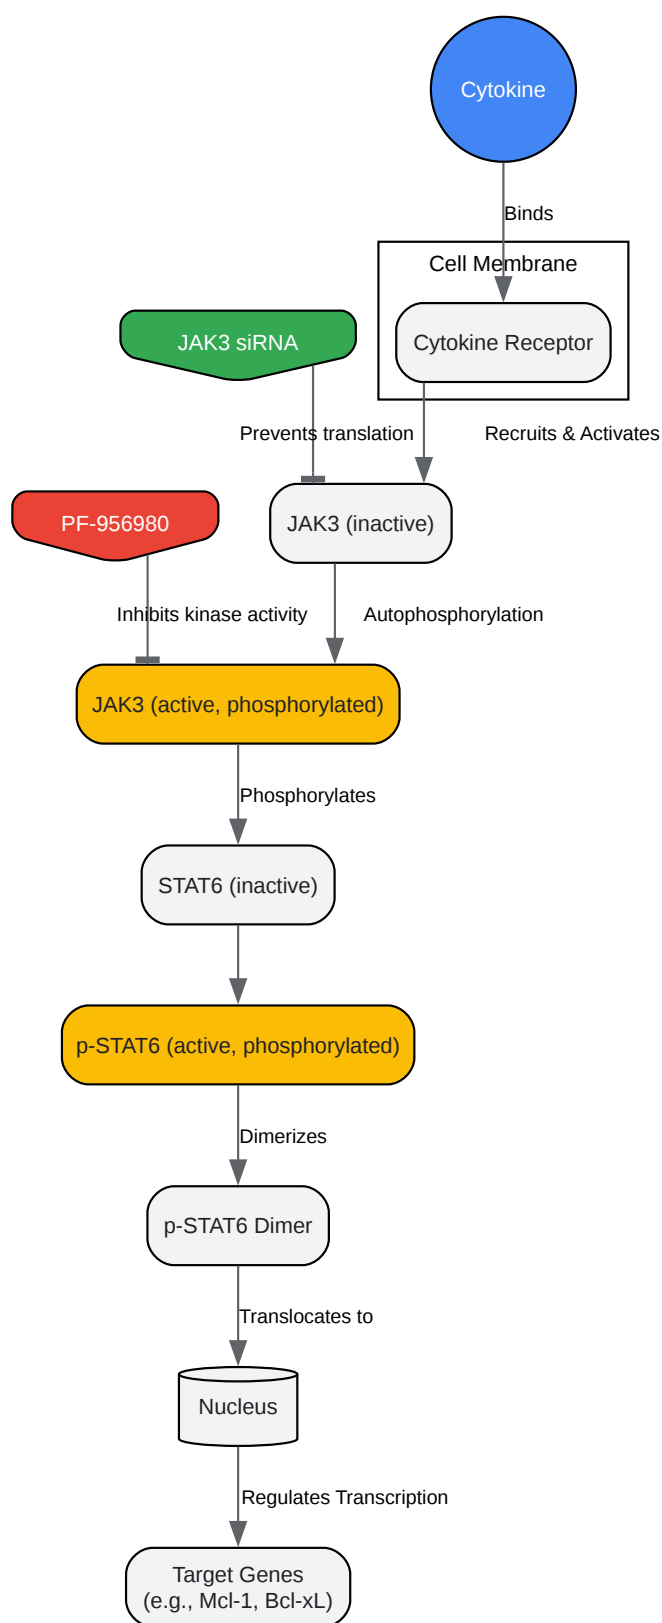 Cytokine
Binds
Cell Membrane
Cytokine Receptor
JAK3 siRNA
Prevents translation
Recruits & Activates
PF-956980
JAK3 (inactive)
Inhibits kinase activity
Autophosphorylation
JAK3 (active, phosphorylated)
Phosphorylates
STAT6 (inactive)
p-STAT6 (active, phosphorylated)
Dimerizes
p-STAT6 Dimer
Translocates to
Nucleus
Regulates Transcription
Target Genes
(e.g., Mcl-1, Bcl-xL)